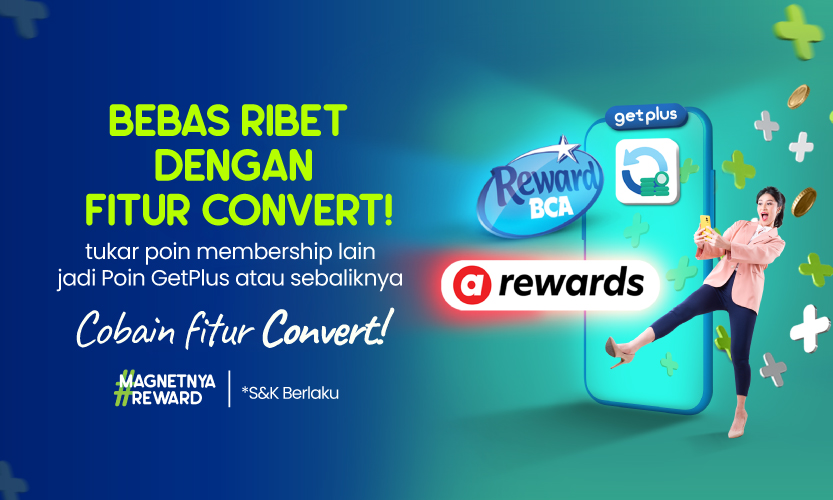 BEBAS RIBET
DENGAN
FITUR CONVERT!
tukar poin membership lain
jadi Poin GetPlus atau sebaliknya
Cobain fitur Convert!
#MAGNETNYA
REWARD
*S&K Berlaku
getplus
Reward
BCA
a rewards